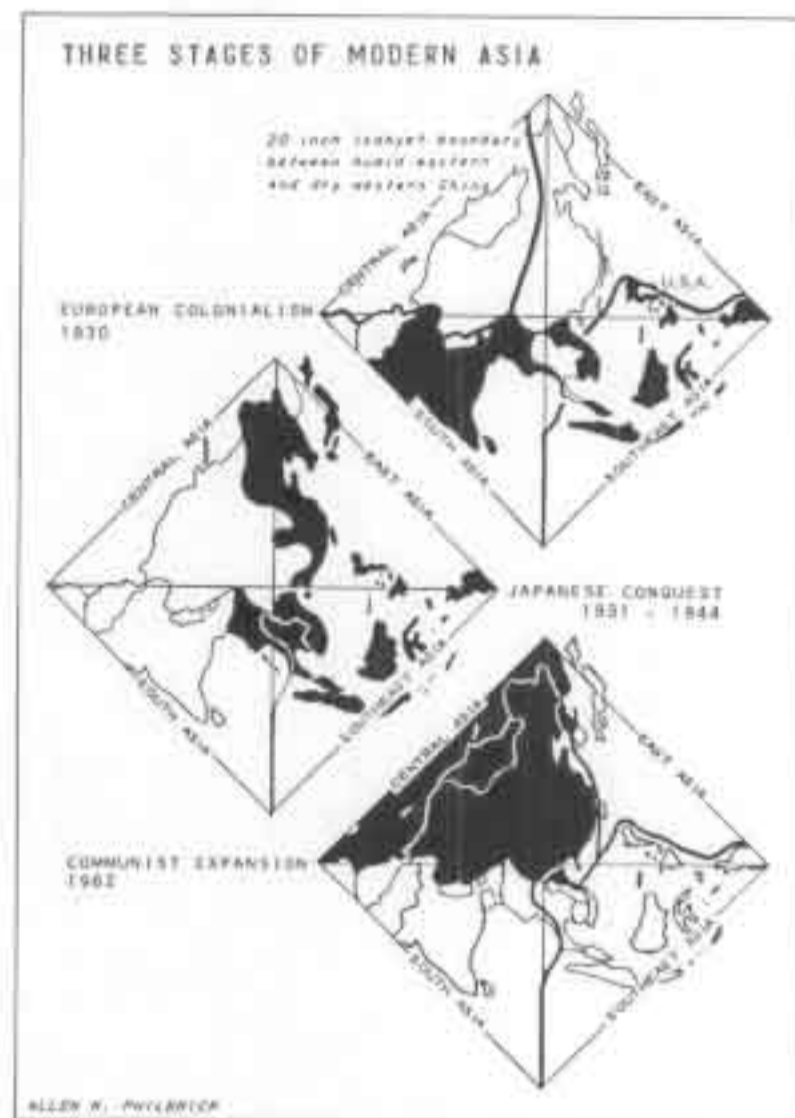 THREE STAGES OF MODERN ASIA
20 inch isohyet boundary
between humid eastern
and dry western China
CENTRAL ASIA
EAST ASIA
U.S.A.
EUROPEAN COLONIALISM
1930
SOUTH ASIA
SOUTHEAST ASIA
CENTRAL ASIA
EAST ASIA
JAPANESE CONQUEST
1931 - 1944
SOUTH ASIA
SOUTHEAST ASIA
CENTRAL ASIA
EAST ASIA
COMMUNIST EXPANSION
1962
SOUTH ASIA
SOUTHEAST ASIA
ALLEN K. PHILBRICK